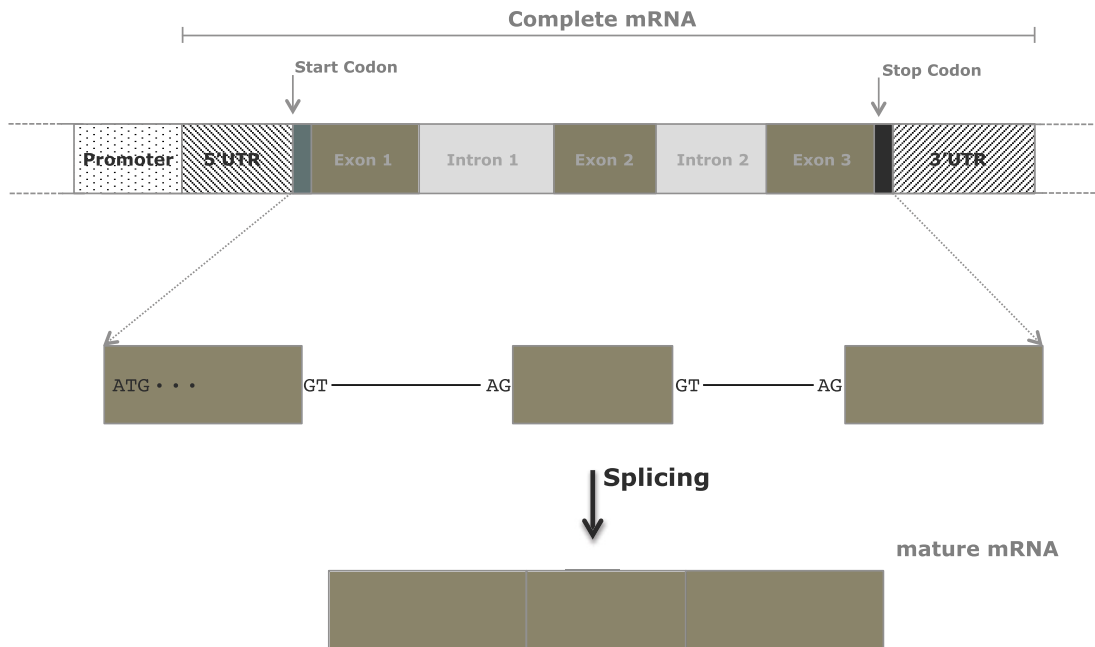 Complete mRNA
Start Codon
Stop Codon
Promoter 5’UTR Exon 1 Intron 1 Exon 2 Intron 2 Exon 3 3’UTR
ATG··· GT AG GT AG
Splicing
mature mRNA